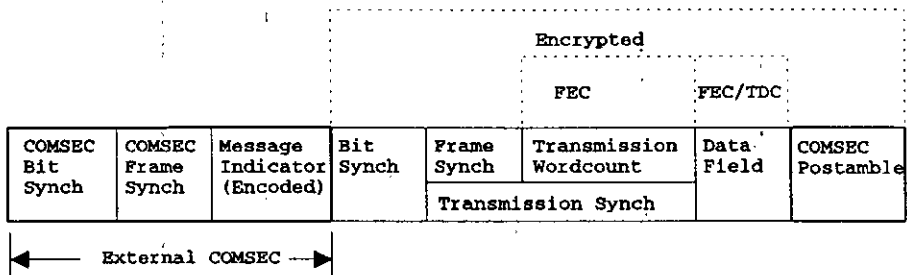 Encrypted
FEC
FEC/TDC
COMSEC Bit Synch
COMSEC Frame Synch
Message Indicator (Encoded)
Bit Synch
Frame Synch
Transmission Wordcount
Data Field
COMSEC Postamble
Transmission Synch
External COMSEC